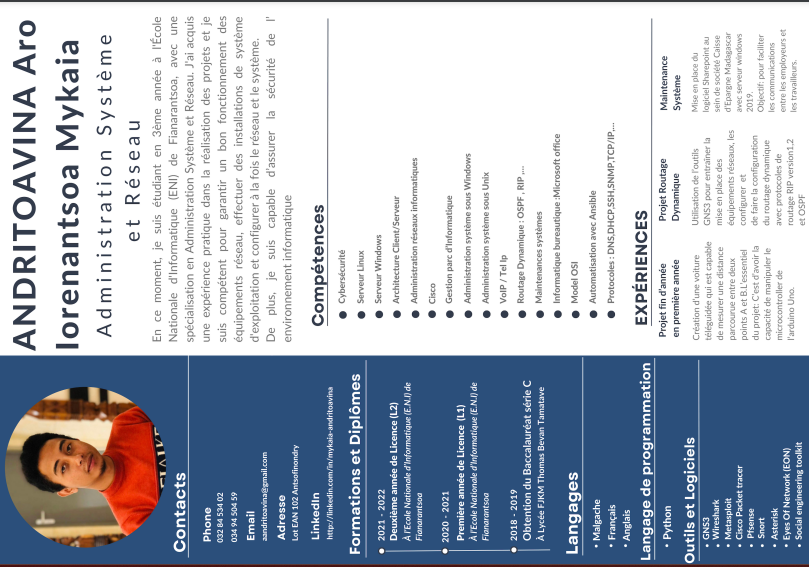 ANDRITOAVINA Aro
Iorenantsoa Mykaia
Administration Système
et Réseau
En ce moment, je suis étudiant en 3ème année à l'École
Nationale d'Informatique (ENI) de Fianarantsoa, avec une
spécialisation en Administration Système et Réseau. J'ai acquis
une expérience pratique dans la réalisation des projets et je
suis compétent pour garantir un bon fonctionnement des
équipements réseau, effectuer des installations de système
d'exploitation et configurer à la fois le réseau et le système.
De plus, je suis capable d'assurer la sécurité de l'
environnement informatique
Compétences
Cybersécurité
Serveur Linux
Serveur Windows
Architecture Client/Serveur
Administration réseaux informatiques
Cisco
Gestion parc d'Informatique
Administration système sous Windows
Administration système sous Unix
VoIP / Tel Ip
Routage Dynamique : OSPF , RIP ,...
Maintenances systèmes
Informatique bureautique :Microsoft office
Model OSI
Automatisation avec Ansible
Protocoles : DNS,DHCP,SSH,SNMP,TCP/IP,...
EXPÉRIENCES
Projet fin d'année
en première année
Création d'une voiture
téléguidée qui est capable
de mesurer une distance
parcourue entre deux
points A et B.L'essentiel
du projet: C'est d'avoir la
capacité de manipuler le
microcontroller de
l'arduino Uno.
Projet Routage
Dynamique
Utilisation de l'outils
GNS3 pour entraîner la
mise en place des
équipements réseaux, les
configurer et
de faire la configuration
du routage dynamique
avec protocoles de
routage RIP version1,2
et OSPF
Maintenance
Système
Mise en place du
logiciel Sharepoint au
sein de société Caisse
d'Epargne Madagascar
avec serveur windows
2019.
Objectif: pour faciliter
les communications
entre les employeurs et
les travailleurs.
Contacts
Phone
032 84 534 02
034 94 504 59
Email
aandritoavina@gmail.com
Adresse
Lot EAN 102 Antsofinondry
LinkedIn
http://linkedin.com/in/mykaia-andritoavina
Formations et Diplômes
2021 - 2022
Deuxième année de Licence (L2)
À l'Ecole Nationale d'Informatique (E.N.I) de
Fianarantsoa
2020 - 2021
Première année de Licence (L1)
À l'Ecole Nationale d'Informatique (E.N.I) de
Fianarantsoa
2018 - 2019
Obtention du Baccalauréat série C
À Lycée FJKM Thomas Bevan Tamatave
Langages
Malgache
Français
Anglais
Langage de programmation
Python
Outils et Logiciels
GNS3
Wireshark
Metasploit
Cisco Packet tracer
Pfsense
Snort
Asterisk
Eyes Of Network (EON)
Social engineering toolkit